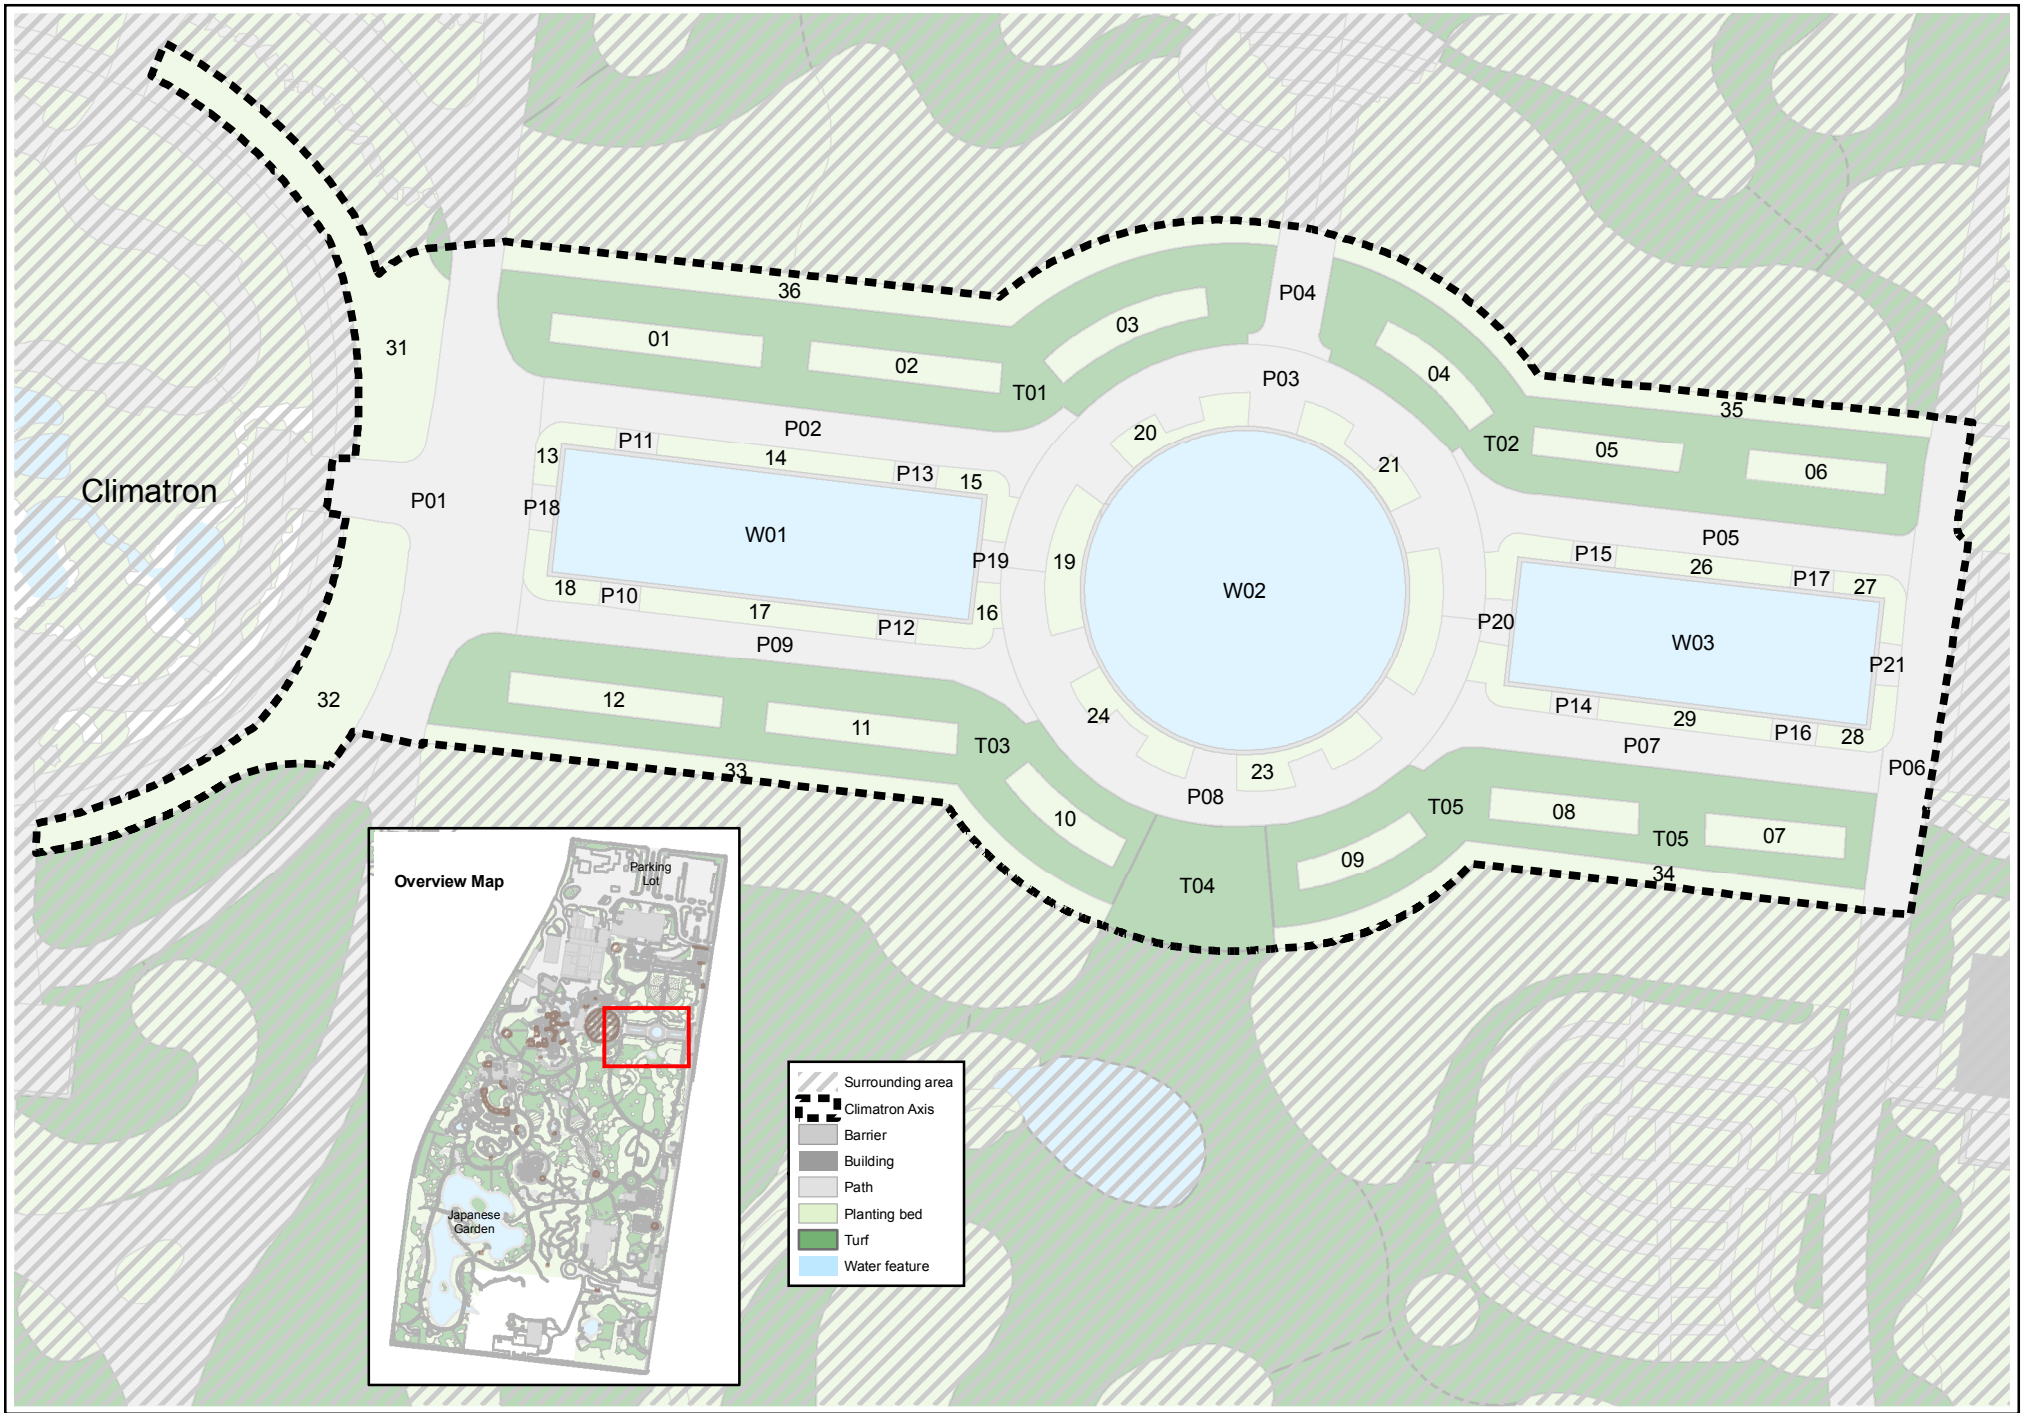 36
P04
01
03
31
02
P03
04
T01
35
P02
20
T02
05
P11
14
21
06
13
P13
15
Climatron
P01
P18
W01
P05
P19
19
P15
26
P17
27
18
P10
17
16
W02
P20
W03
P12
P09
P21
32
12
24
P14
29
P16
28
11
T03
P07
33
23
P06
P08
10
T05
08
T05
07
09
34
T04
Overview Map
Parking
Lot
Japanese
Garden
Surrounding area
Climatron Axis
Barrier
Building
Path
Planting bed
Turf
Water feature